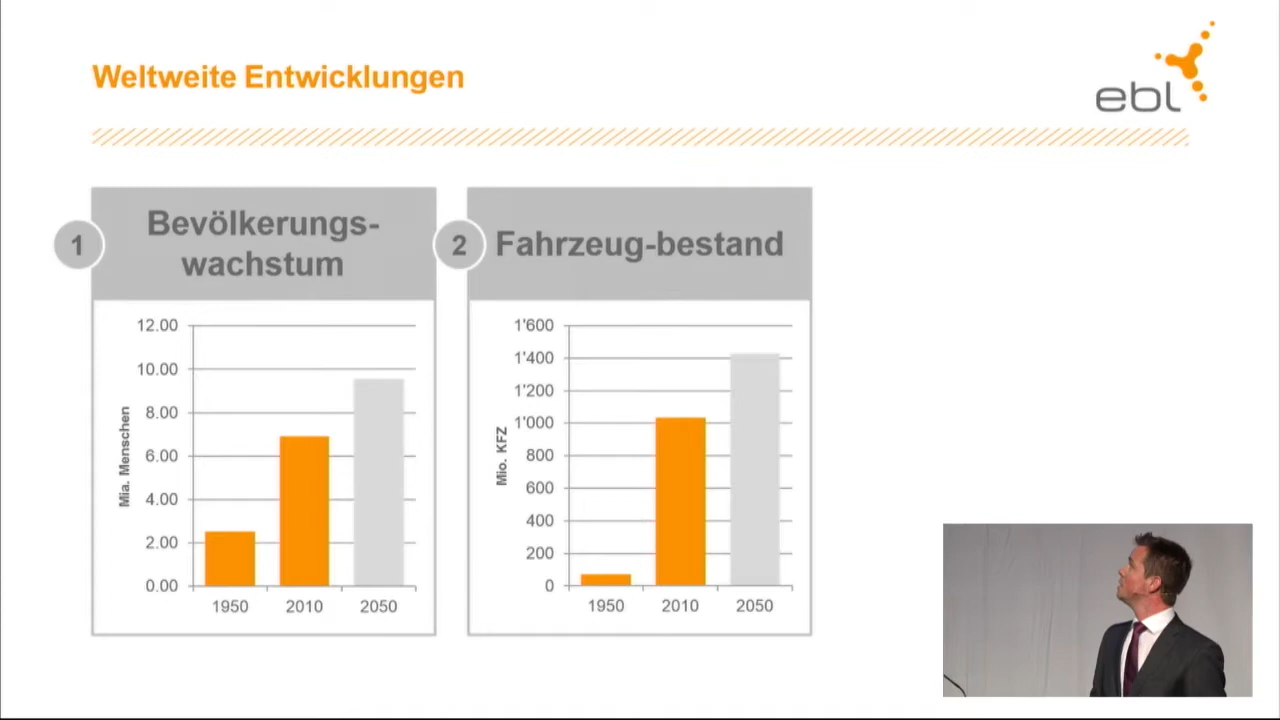 Weltweite Entwicklungen
ebl
1
Bevölkerungs-
wachstum
Mia. Menschen
12.00
10.00
8.00
6.00
4.00
2.00
0.00
1950 2010 2050
2
Fahrzeug-bestand
Mio. KFZ
1'600
1'400
1'200
1'000
800
600
400
200
0
1950 2010 2050